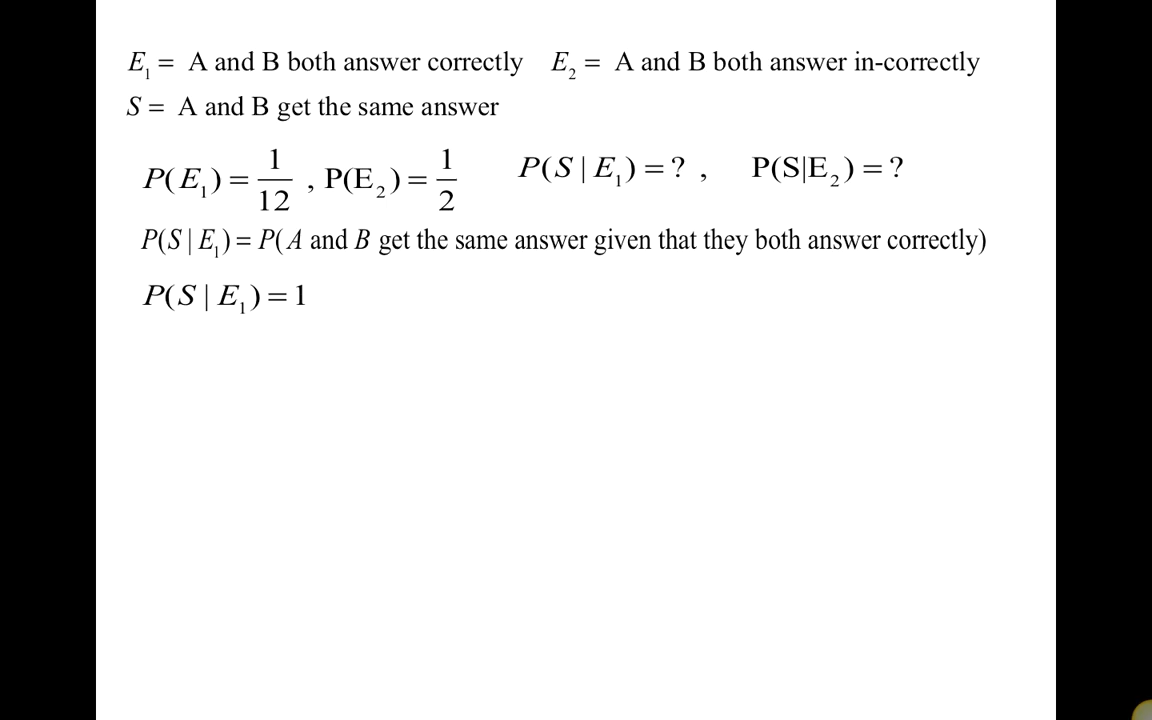 E₁ = A and B both answer correctly E₂ = A and B both answer in-correctly
S = A and B get the same answer
P(E₁) = 1/12 , P(E₂) = 1/2 P(S | E₁) = ? , P(S|E₂) = ?
P(S | E₁) = P( A and B get the same answer given that they both answer correctly)
P(S | E₁) = 1